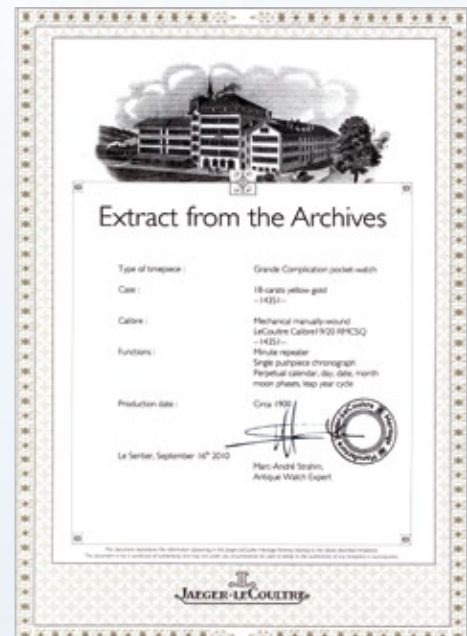 Extract from the Archives
Type of timepiece : Grande Complication pocket-watch
Case : 18-carats yellow gold
~14351~
Calibre : Mechanical manually-wound
LeCoultre Calibre19/20 RMCSQ
~14351~
Functions : Minute repeater
Single pushpiece chronograph
Perpetual calendar, day, date, month
moon phases, leap year cycle
Production date : Circa 1900
Le Sentier, September 16th 2010
Marc-André Strahm,
Antique Watch Expert
JAEGER-LECOULTRE